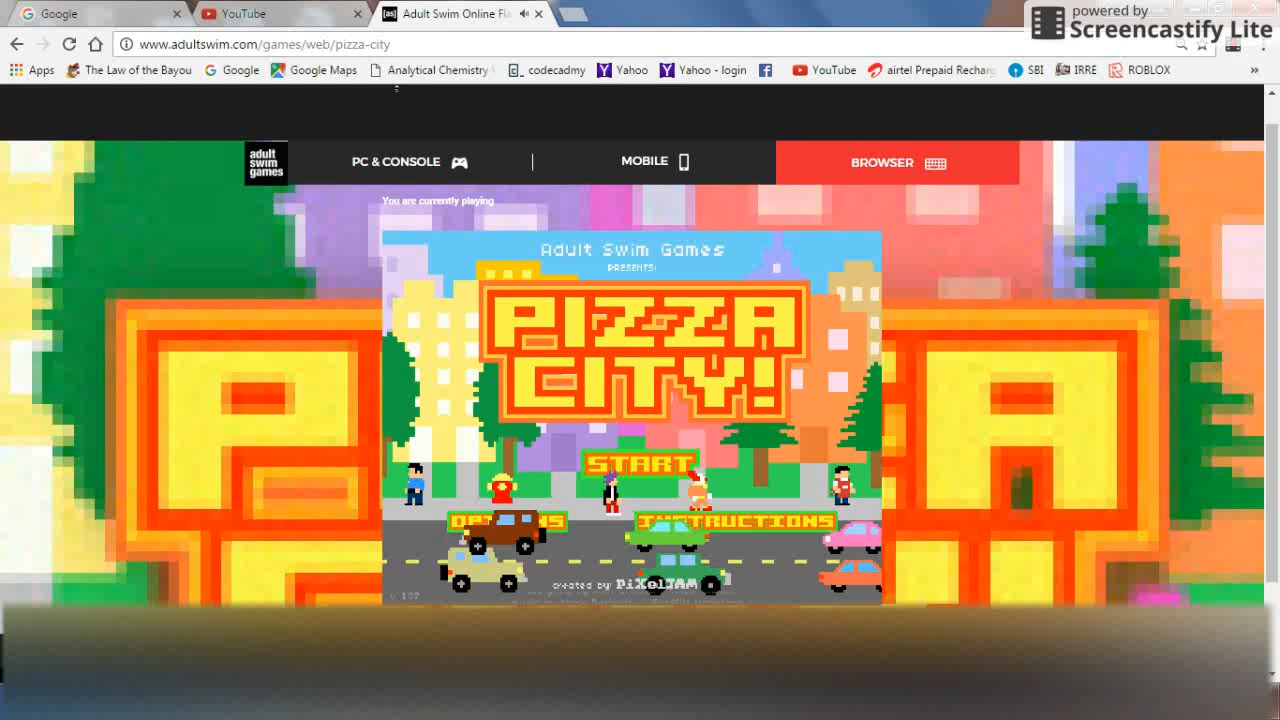 powered by
Screencastify Lite
Google
YouTube
[as] Adult Swim Online Fla
www.adultswim.com/games/web/pizza-city
Apps
The Law of the Bayou
Google
Google Maps
Analytical Chemistry
codecadmy
Yahoo
Yahoo - login
YouTube
airtel Prepaid Recharg
SBI
IRRE
ROBLOX
adult
swim
games
PC & CONSOLE
MOBILE
BROWSER
You are currently playing
Adult Swim Games
PRESENTS:
PIZZA
CITY!
START
INSTRUCTIONS
created by: PiXelJAM